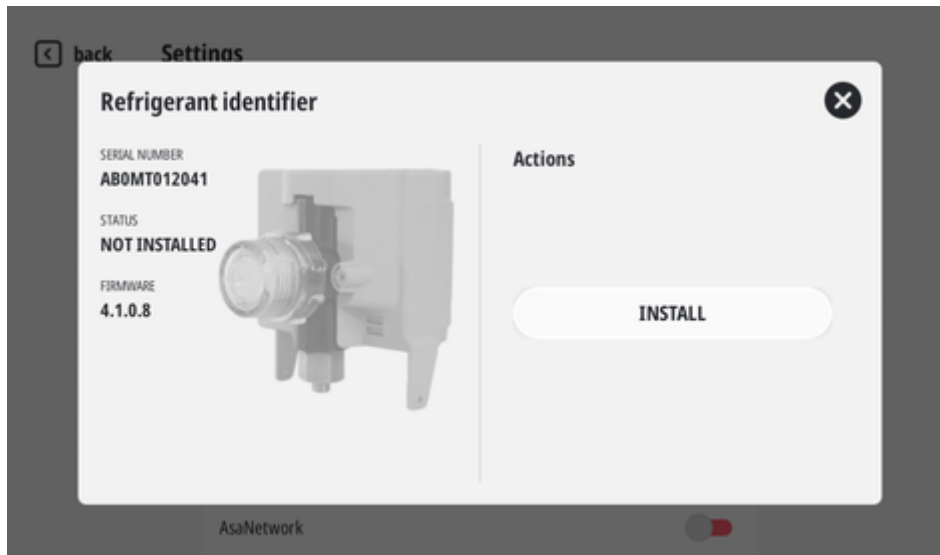 back Settings
Refrigerant identifier
SERIAL NUMBER
AB0MT012041
STATUS
NOT INSTALLED
FIRMWARE
4.1.0.8
Actions
INSTALL
AsaNetwork